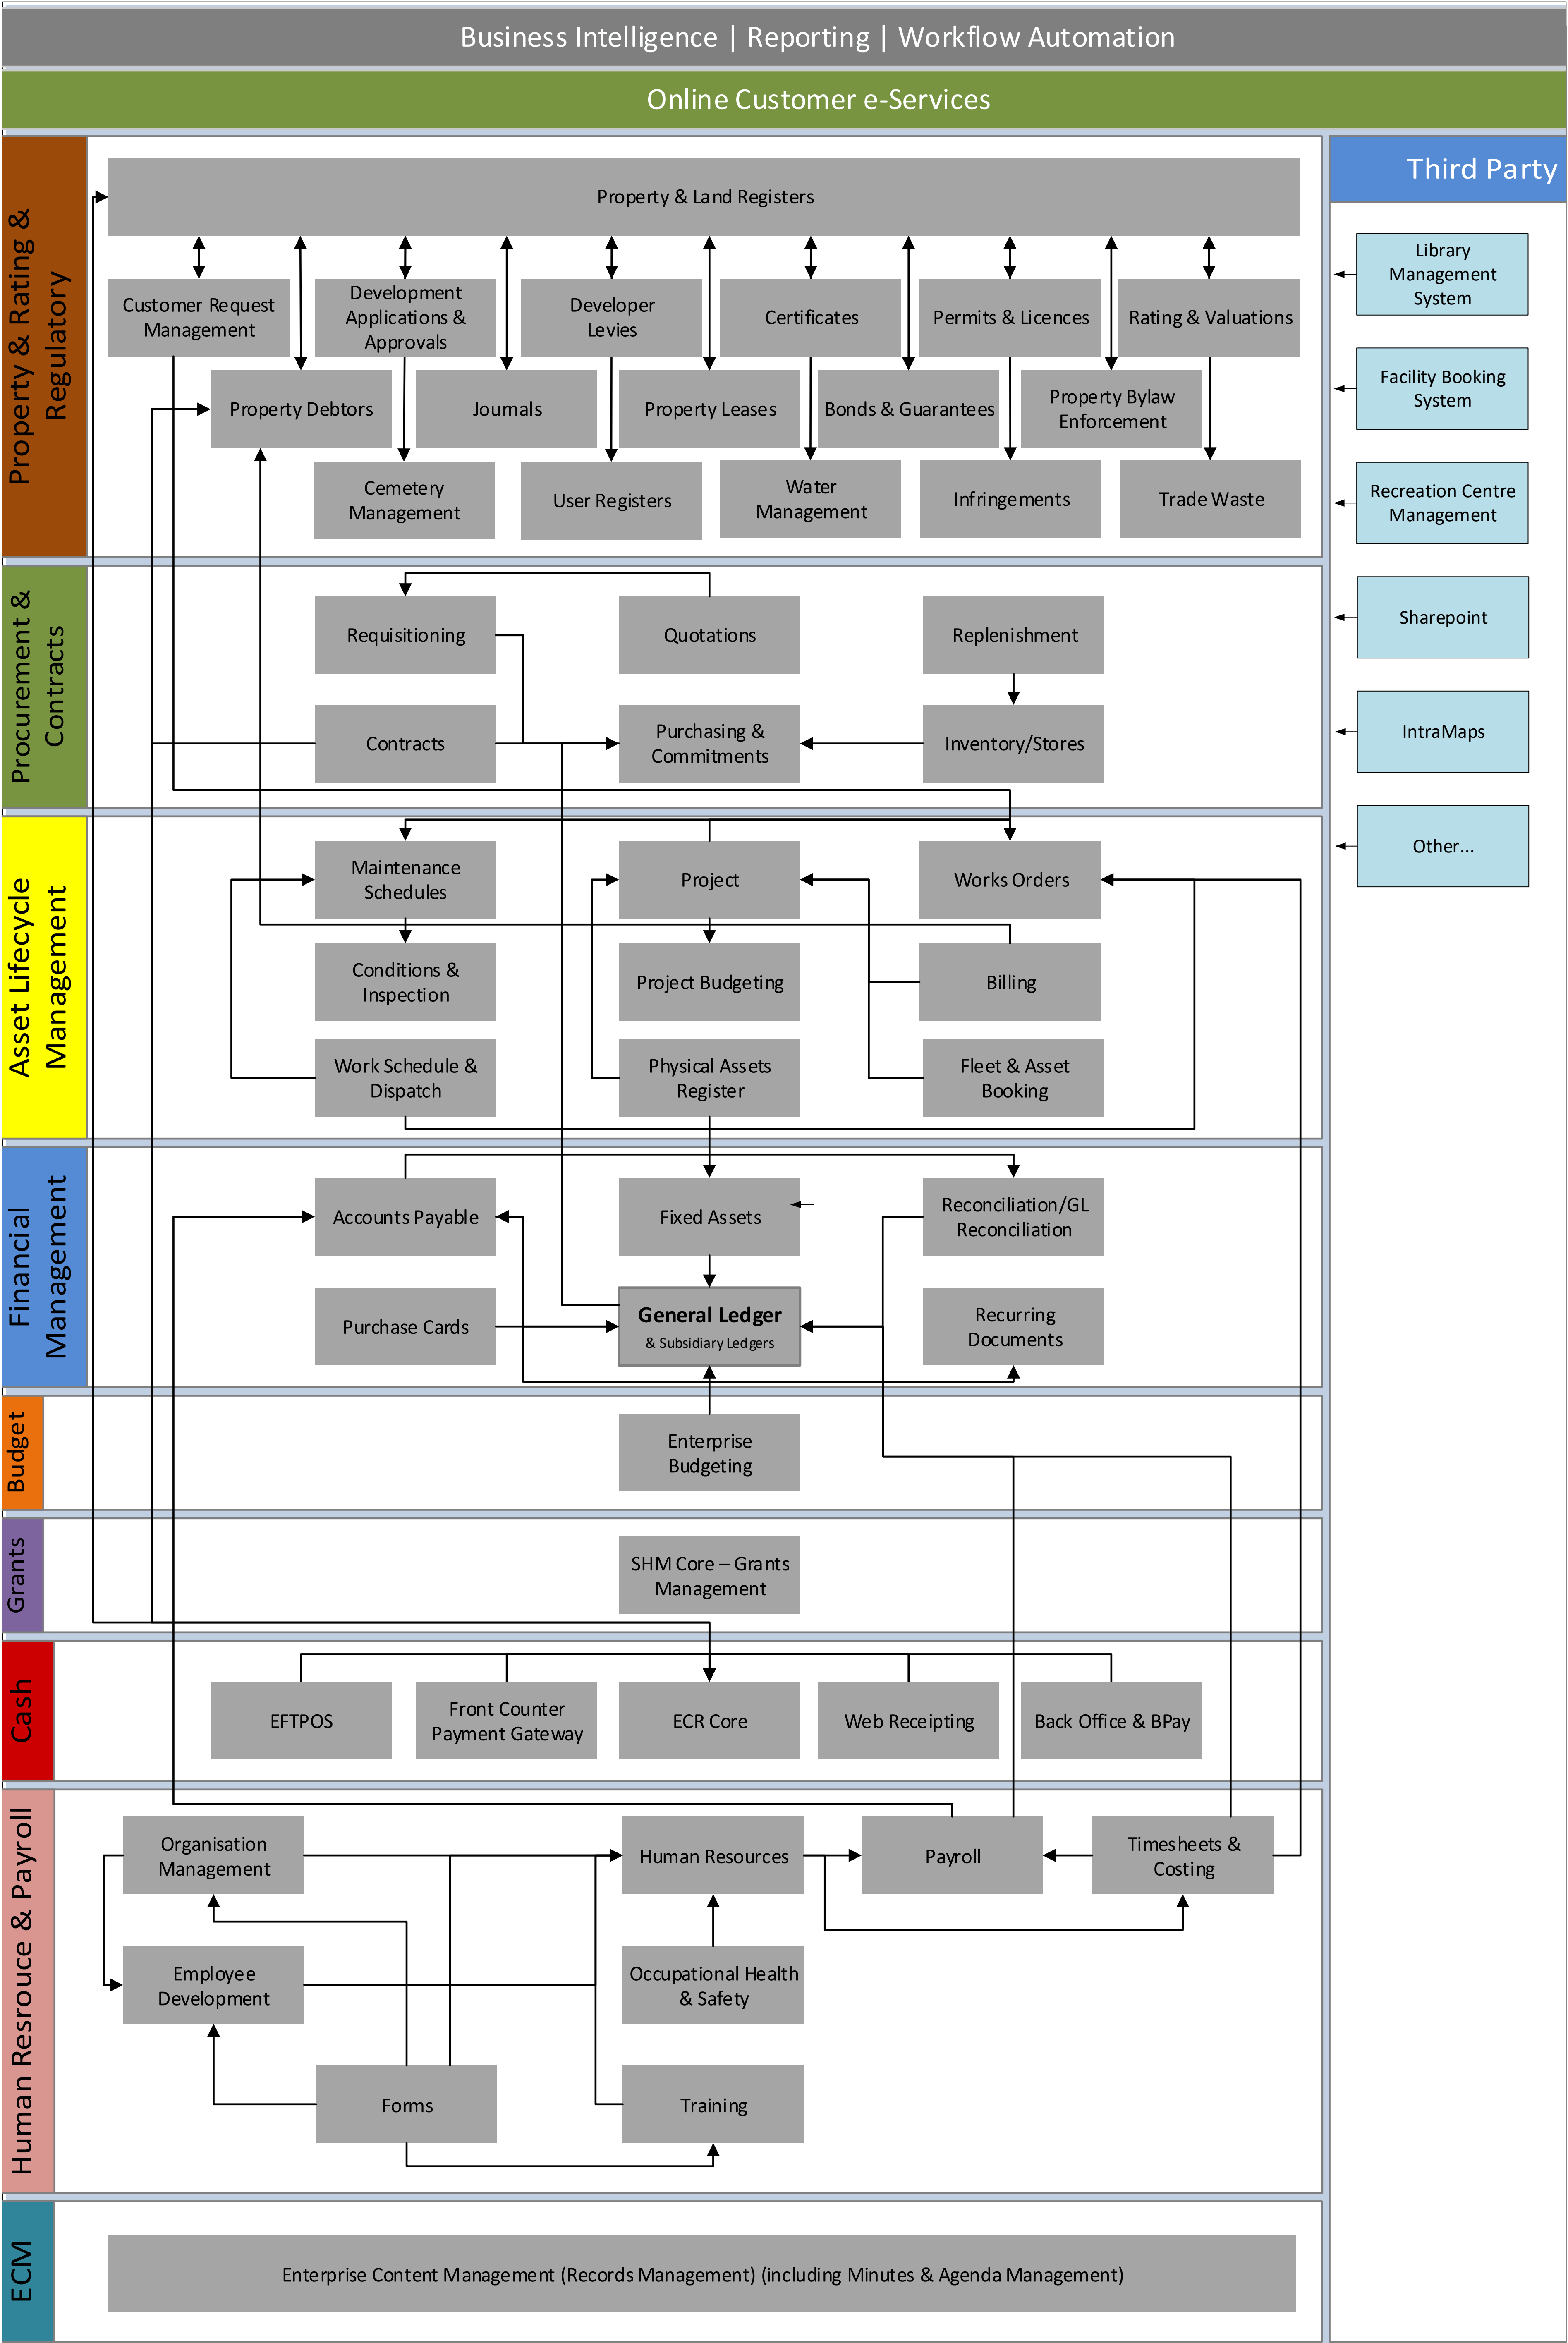 Business Intelligence | Reporting | Workflow Automation
Online Customer e-Services
Property & Rating &
Regulatory
Property & Land Registers
Customer Request
Management
Development
Applications &
Approvals
Developer
Levies
Certificates
Permits & Licences
Rating & Valuations
Property Debtors
Journals
Property Leases
Bonds & Guarantees
Property Bylaw
Enforcement
Cemetery
Management
User Registers
Water
Management
Infringements
Trade Waste
Third Party
Library
Management
System
Facility Booking
System
Recreation Centre
Management
Sharepoint
IntraMaps
Other...
Procurement &
Contracts
Requisitioning
Quotations
Replenishment
Contracts
Purchasing &
Commitments
Inventory/Stores
Asset Lifecycle
Management
Maintenance
Schedules
Project
Works Orders
Conditions &
Inspection
Project Budgeting
Billing
Work Schedule &
Dispatch
Physical Assets
Register
Fleet & Asset
Booking
Financial
Management
Accounts Payable
Fixed Assets
Reconciliation/GL
Reconciliation
Purchase Cards
General Ledger
& Subsidiary Ledgers
Recurring
Documents
Budget
Enterprise
Budgeting
Grants
SHM Core – Grants
Management
Cash
EFTPOS
Front Counter
Payment Gateway
ECR Core
Web Receipting
Back Office & BPay
Human Resrouce & Payroll
Organisation
Management
Human Resources
Payroll
Timesheets &
Costing
Employee
Development
Occupational Health
& Safety
Forms
Training
ECM
Enterprise Content Management (Records Management) (including Minutes & Agenda Management)